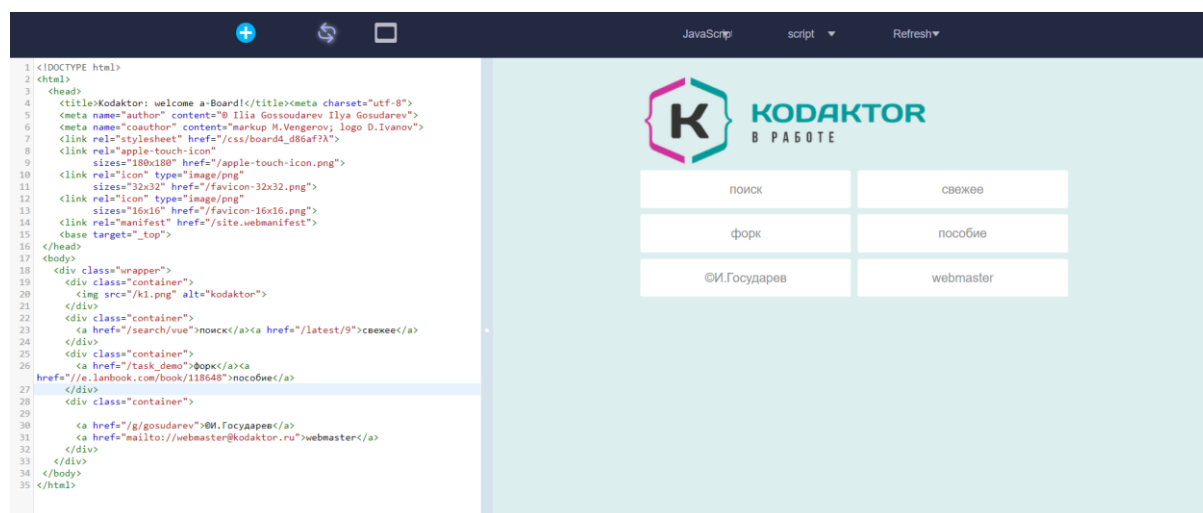 JavaScrip script Refresh
1 <!DOCTYPE html>
2 <html>
3 <head>
4 <title>Kodaktor: welcome a-Board!</title><meta charset="utf-8">
5 <meta name="author" content="© Ilia Gossoudarev Ilya Gosudarev">
6 <meta name="coauthor" content="markup M.Vengerov; logo D.Ivanov">
7 <link rel="stylesheet" href="/css/board4_d86af?λ">
8 <link rel="apple-touch-icon"
9 sizes="180x180" href="/apple-touch-icon.png">
10 <link rel="icon" type="image/png"
11 sizes="32x32" href="/favicon-32x32.png">
12 <link rel="icon" type="image/png"
13 sizes="16x16" href="/favicon-16x16.png">
14 <link rel="manifest" href="/site.webmanifest">
15 <base target="_top">
16 </head>
17 <body>
18 <div class="wrapper">
19 <div class="container">
20 <img src="/k1.png" alt="kodaktor">
21 </div>
22 <div class="container">
23 <a href="/search/vue">поиск</a><a href="/latest/9">свежее</a>
24 </div>
25 <div class="container">
26 <a href="/task_demo">форк</a><a
href="//e.lanbook.com/book/118648">пособие</a>
27 </div>
28 <div class="container">
29
30 <a href="/g/gosudarev">©И.Государев</a>
31 <a href="mailto://webmaster@kodaktor.ru">webmaster</a>
32 </div>
33 </div>
34 </body>
35 </html>
K
KODAKTOR
В РАБОТЕ
поиск свежее
форк пособие
©И.Государев webmaster